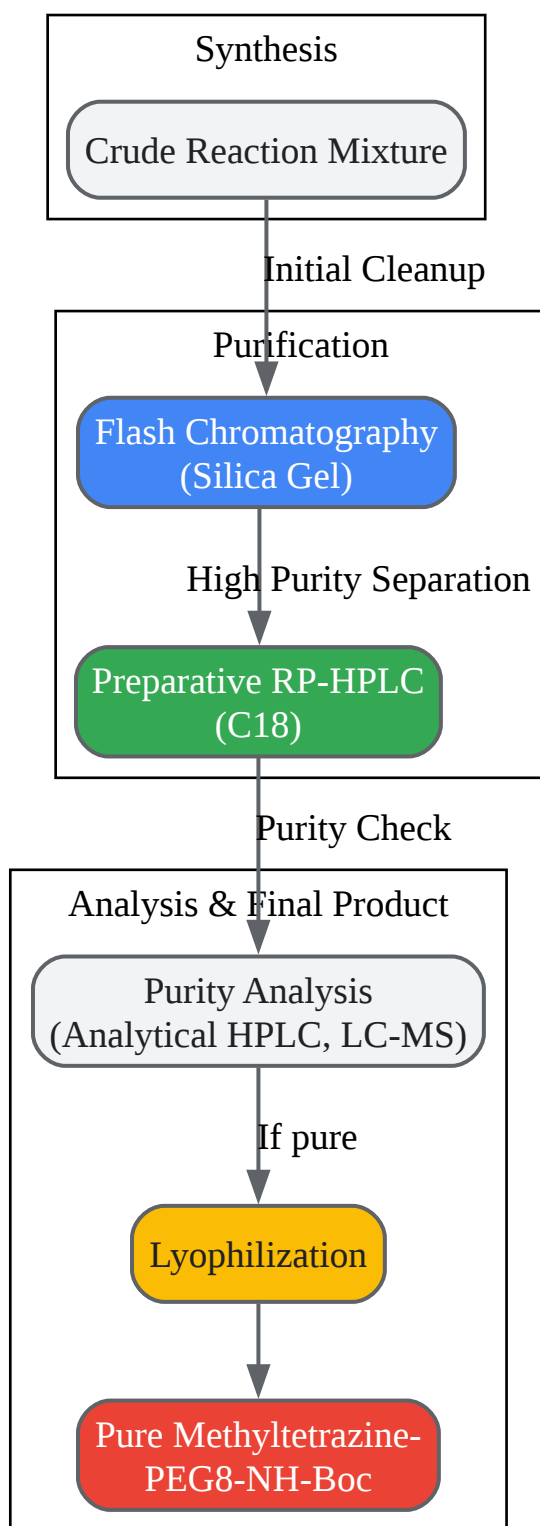 Synthesis
Crude Reaction Mixture
Initial Cleanup
Purification
Flash Chromatography
(Silica Gel)
High Purity Separation
Preparative RP-HPLC
(C18)
Purity Check
Analysis & Final Product
Purity Analysis
(Analytical HPLC, LC-MS)
If pure
Lyophilization
Pure Methyltetrazine-
PEG8-NH-Boc